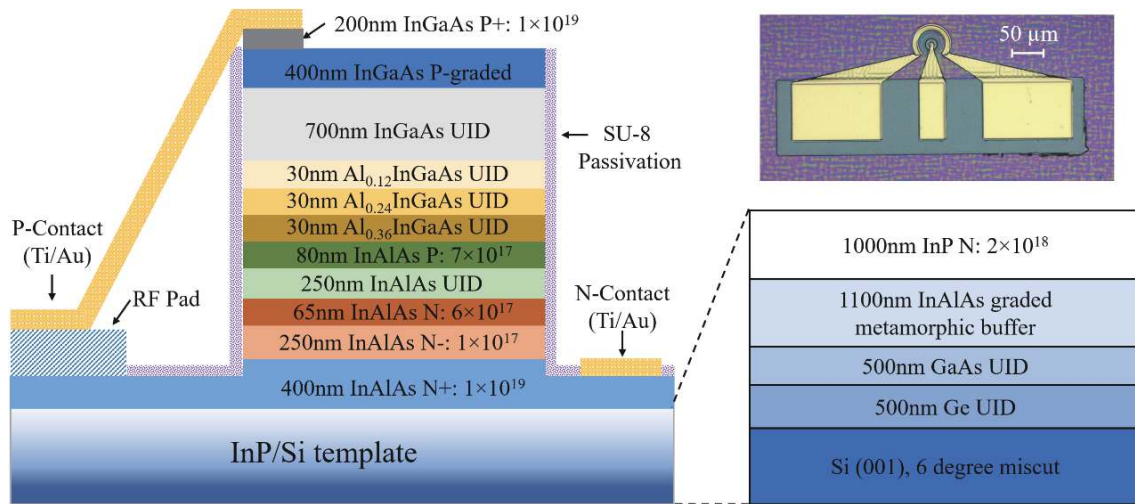 200nm InGaAs P+: 1×10¹⁹
400nm InGaAs P-graded
700nm InGaAs UID
30nm Al₀.₁₂InGaAs UID
30nm Al₀.₂₄InGaAs UID
30nm Al₀.₃₆InGaAs UID
80nm InAlAs P: 7×10¹⁷
250nm InAlAs UID
65nm InAlAs N: 6×10¹⁷
250nm InAlAs N-: 1×10¹⁷
400nm InAlAs N+: 1×10¹⁹
InP/Si template
P-Contact
(Ti/Au)
RF Pad
SU-8
Passivation
N-Contact
(Ti/Au)
50 µm
1000nm InP N: 2×10¹⁸
1100nm InAlAs graded
metamorphic buffer
500nm GaAs UID
500nm Ge UID
Si (001), 6 degree miscut